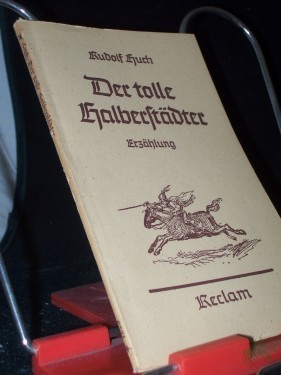 Rudolf Huch
Der tolle
Halberstädter
Erzählung
Reclam